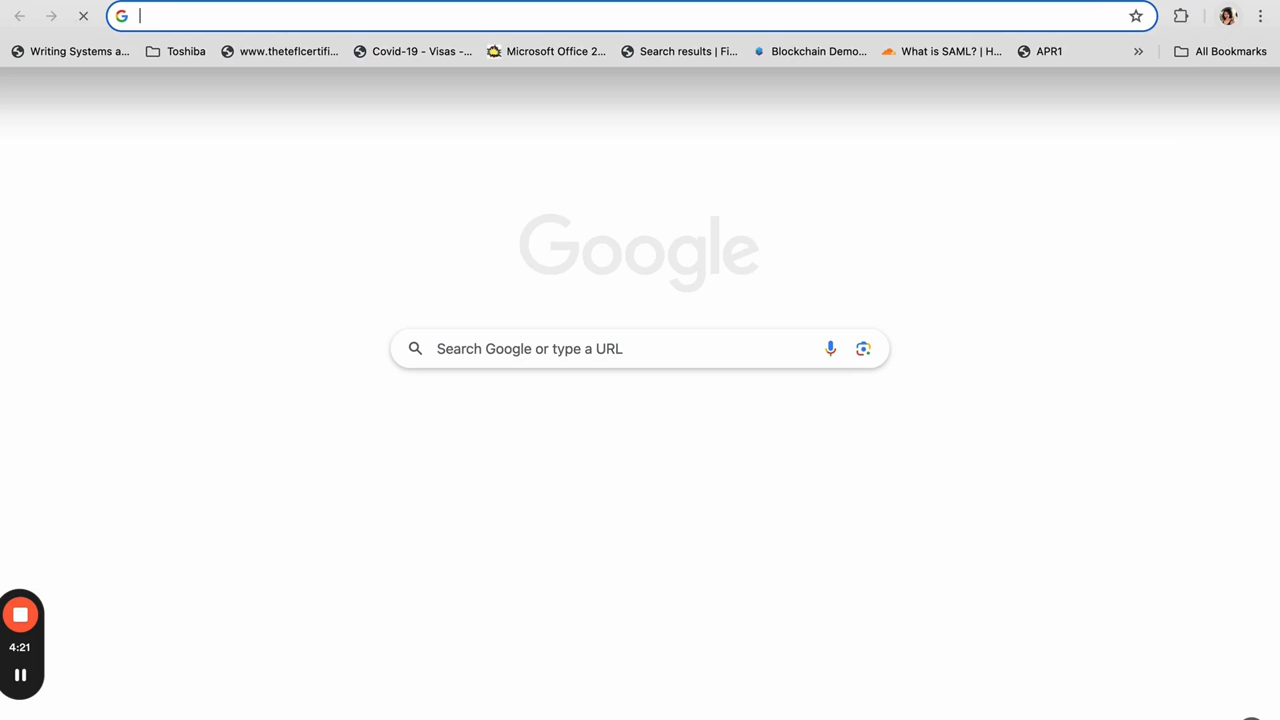 Writing Systems a...
Toshiba
www.theteflcertifi...
Covid-19 - Visas -...
Microsoft Office 2...
Search results | Fi...
Blockchain Demo...
What is SAML? | H...
APR1
All Bookmarks
Google
Search Google or type a URL
4:21